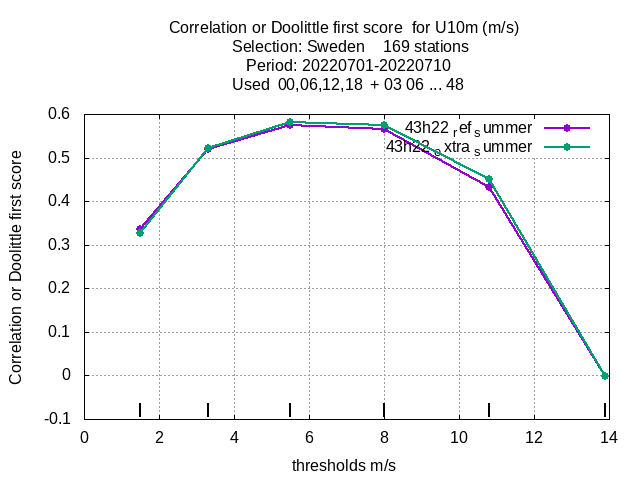 Correlation or Doolittle first score  for U10m (m/s)
Selection: Sweden    169 stations
Period: 20220701-20220710
Used  00,06,12,18  + 03 06 ... 48
43h22 ref summer
43h22 extra summer
0.6
0.5
0.4
0.3
0.2
0.1
0
-0.1
Correlation or Doolittle first score
0 2 4 6 8 10 12 14
thresholds m/s